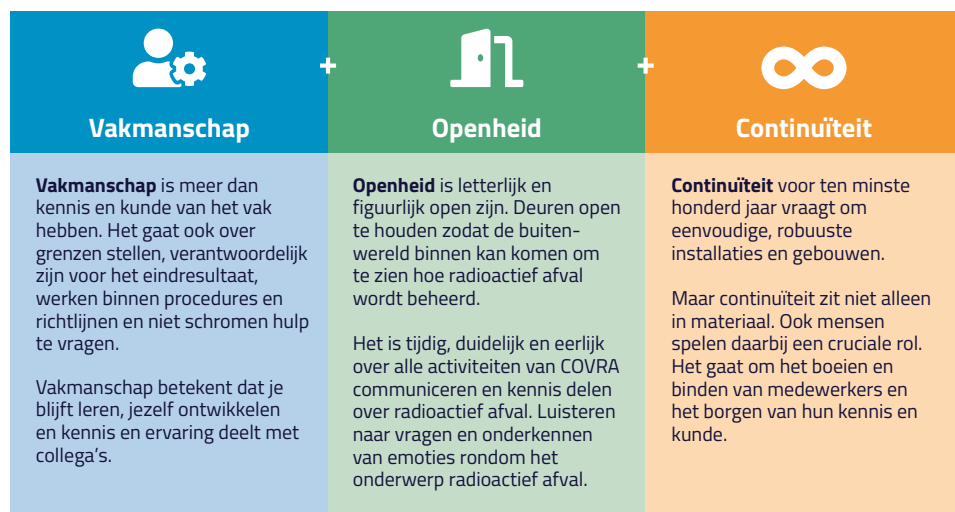 Vakmanschap
Vakmanschap is meer dan
kennis en kunde van het vak
hebben. Het gaat ook over
grenzen stellen, verantwoordelijk
zijn voor het eindresultaat,
werken binnen procedures en
richtlijnen en niet schromen hulp
te vragen.
Vakmanschap betekent dat je
blijft leren, jezelf ontwikkelen
en kennis en ervaring deelt met
collega's.
+
Openheid
Openheid is letterlijk en
figuurlijk open zijn. Deuren open
te houden zodat de buiten-
wereld binnen kan komen om
te zien hoe radioactief afval
wordt beheerd.
Het is tijdig, duidelijk en eerlijk
over alle activiteiten van COVRA
communiceren en kennis delen
over radioactief afval. Luisteren
naar vragen en onderkennen
van emoties rondom het
onderwerp radioactief afval.
+
Continuïteit
Continuïteit voor ten minste
honderd jaar vraagt om
eenvoudige, robuuste
installaties en gebouwen.
Maar continuïteit zit niet alleen
in materiaal. Ook mensen
spelen daarbij een cruciale rol.
Het gaat om het boeien en
binden van medewerkers en
het borgen van hun kennis en
kunde.